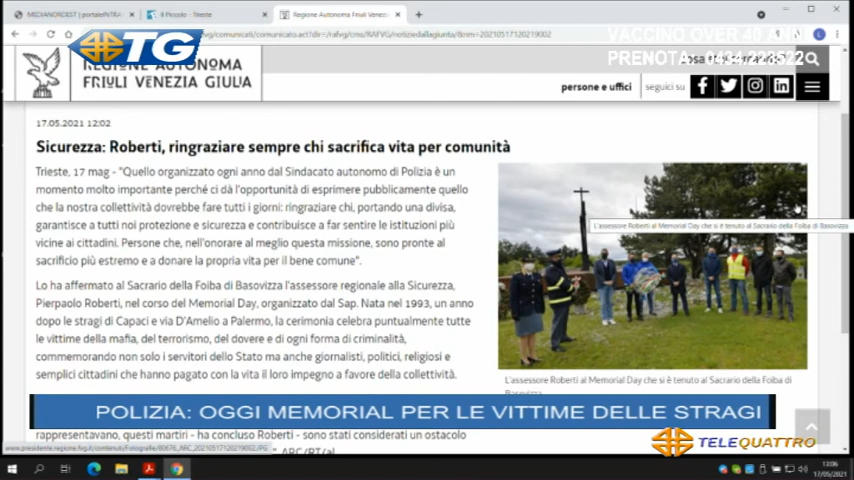 MEDIANORDEST | portale
Il Piccolo - Trieste
Regione Autonoma Friuli Venezi
VACCINO OVER 40 ANNI
TG
PRENOTA: 0434 223522
REGIONE AUTONOMA
FRIULI VENEZIA GIULIA
persone e uffici
seguici su
17.05.2021 12:02
Sicurezza: Roberti, ringraziare sempre chi sacrifica vita per comunità
Trieste, 17 mag - "Quello organizzato ogni anno dal Sindacato autonomo di Polizia è un
momento molto importante perché ci dà l'opportunità di esprimere pubblicamente quello
che la nostra collettività dovrebbe fare tutti i giorni: ringraziare chi, portando una divisa,
garantisce a tutti noi protezione e sicurezza e contribuisce a far sentire le istituzioni più
vicine ai cittadini. Persone che, nell'onorare al meglio questa missione, sono pronte al
sacrificio più estremo e a donare la propria vita per il bene comune".
Lo ha affermato al Sacrario della Foiba di Basovizza l'assessore regionale alla Sicurezza,
Pierpaolo Roberti, nel corso del Memorial Day, organizzato dal Sap. Nata nel 1993, un anno
dopo le stragi di Capaci e via D'Amelio a Palermo, la cerimonia celebra puntualmente tutte
le vittime della mafia, del terrorismo, del dovere e di ogni forma di criminalità,
commemorando non solo i servitori dello Stato ma anche giornalisti, politici, religiosi e
semplici cittadini che hanno pagato con la vita il loro impegno a favore della collettività.
L'assessore Roberti al Memorial Day che si è tenuto al Sacrario della Foiba di Basovizza
L'assessore Roberti al Memorial Day che si è tenuto al Sacrario della Foiba di
Basovizza
POLIZIA: OGGI MEMORIAL PER LE VITTIME DELLE STRAGI
rappresentavano, questi martiri - ha concluso Roberti - sono stati considerati un ostacolo
TELEQUATTRO
13:06
17/05/2021